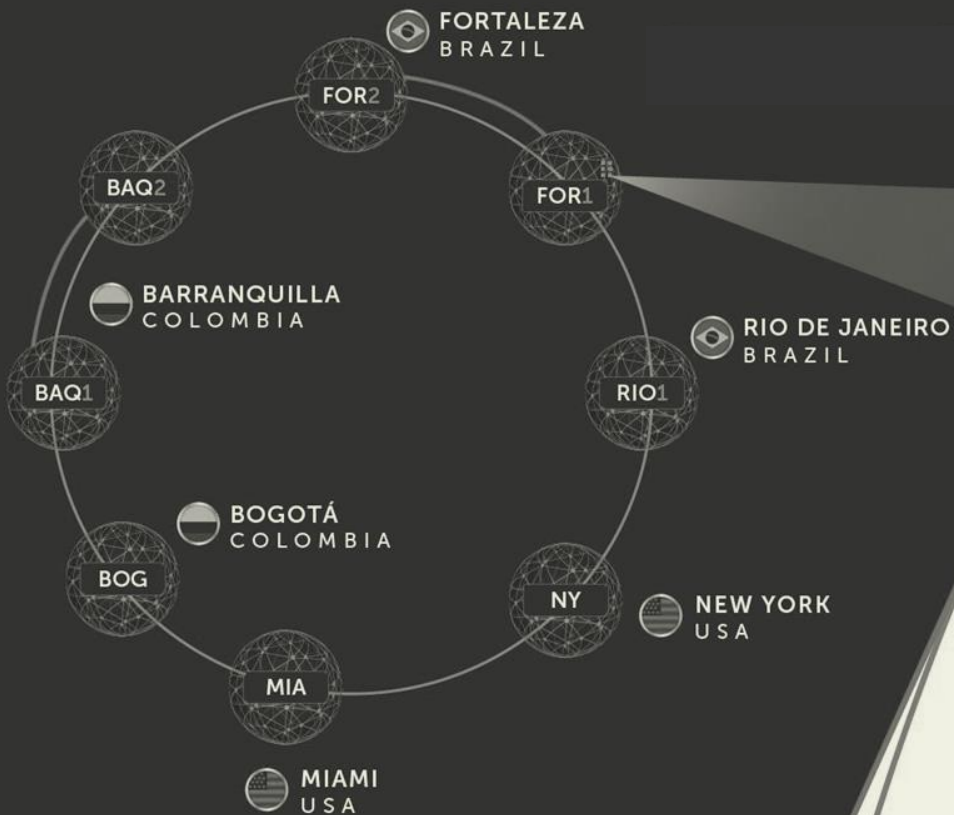 FORTALEZA
BRAZIL
FOR2
BAQ2
FOR1
BARRANQUILLA
COLOMBIA
RIO DE JANEIRO
BRAZIL
BAQ1
RIO1
BOGOTÁ
COLOMBIA
BOG
NY
NEW YORK
USA
MIA
MIAMI
USA